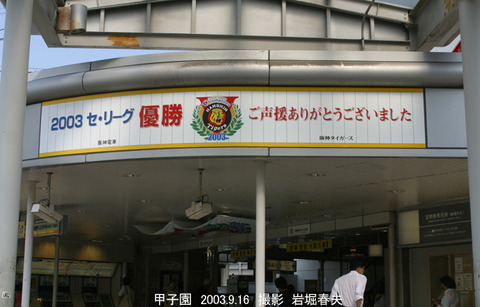 2003 セ・リーグ 優勝
HANSHIN
Tigers
2003
ご声援ありがとうございました
阪神電車
阪神タイガース
甲子園 2003.9.16 撮影 岩堀春夫